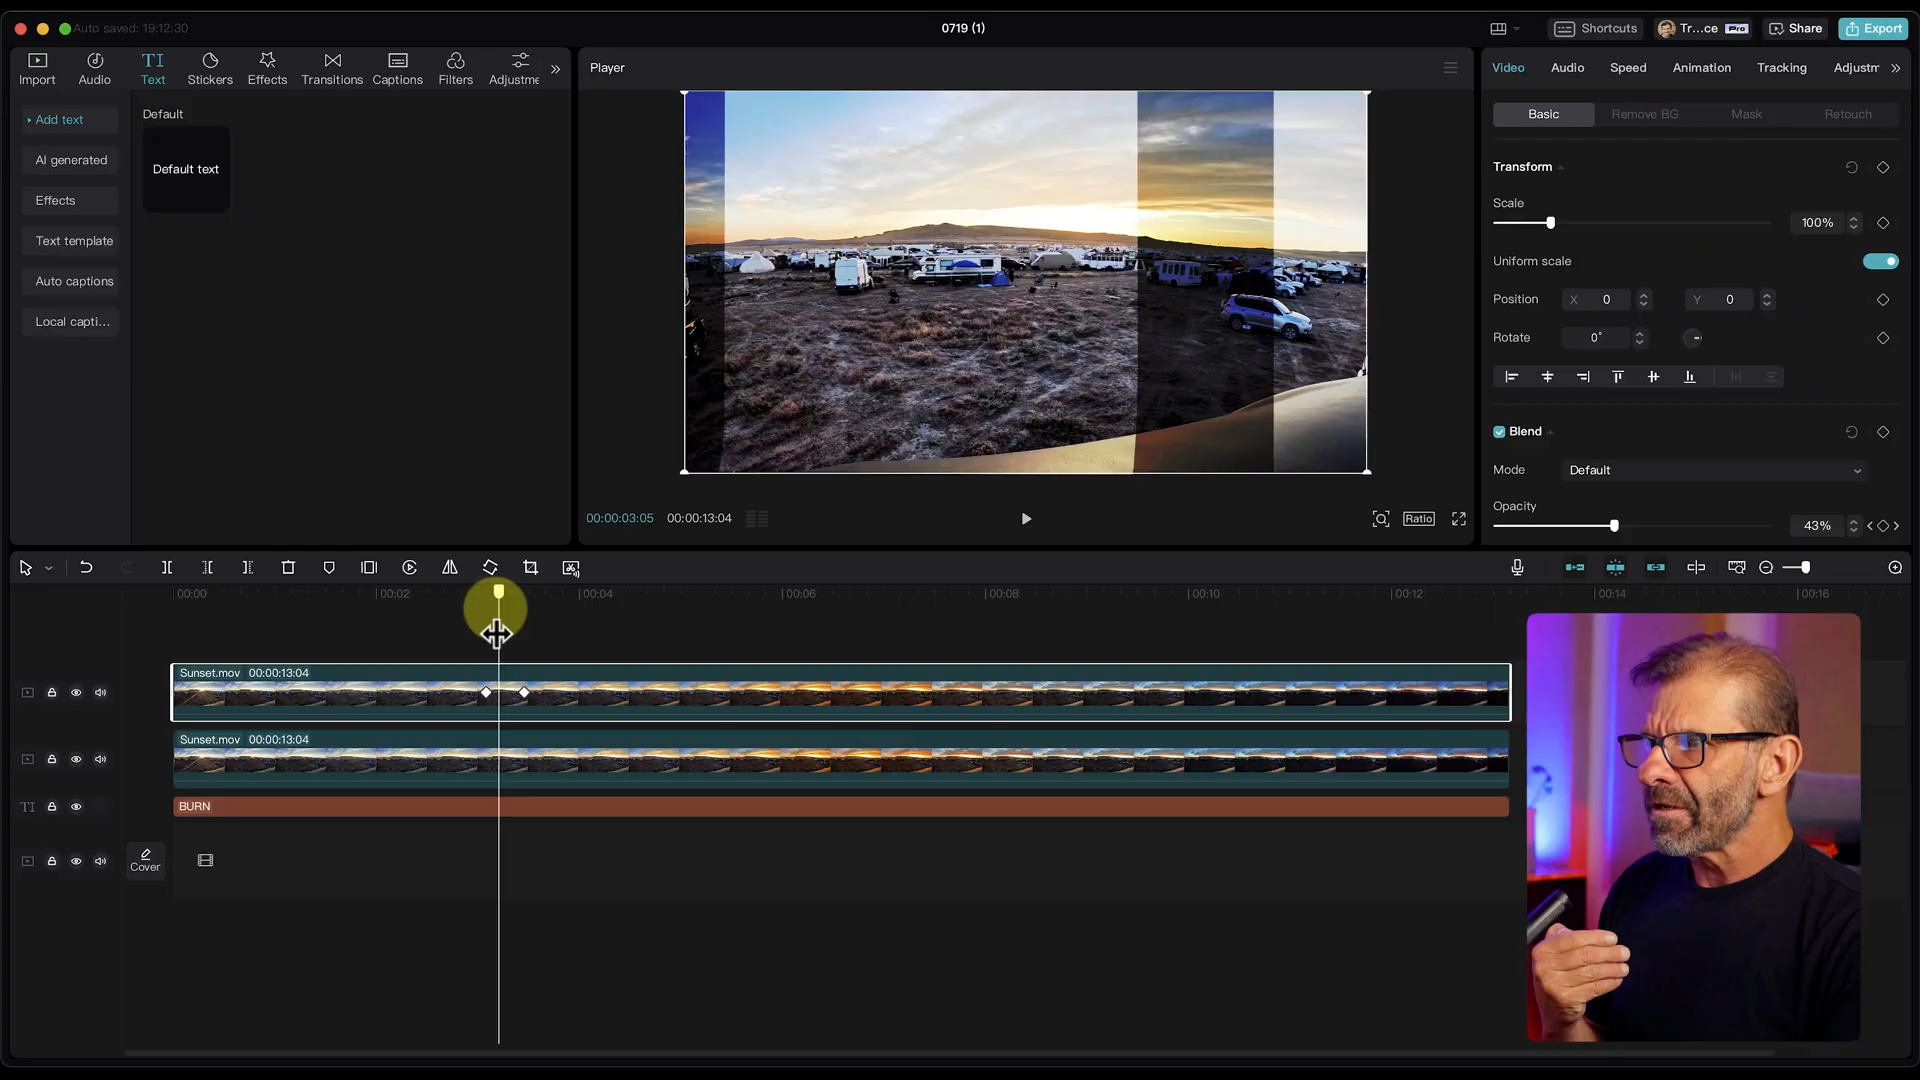 Auto saved: 19:12:30
0719 (1)
Shortcuts
Tr...ce
Pro
Share
Export
Import
Audio
TI
Text
Stickers
Effects
Transitions
Captions
Filters
Adjustme
Add text
AI generated
Effects
Text template
Auto captions
Local capti...
Default
Default text
Player
00:00:03:05
00:00:13:04
Ratio
Video
Audio
Speed
Animation
Tracking
Adjustm
Basic
Remove BG
Mask
Retouch
Transform
Scale
100%
Uniform scale
Position
X 0
Y 0
Rotate
0°
Blend
Mode
Default
Opacity
43%
00:00
00:02
00:04
00:06
00:08
00:10
00:12
00:14
00:16
Sunset.mov 00:00:13:04
Sunset.mov 00:00:13:04
TI
BURN
Cover